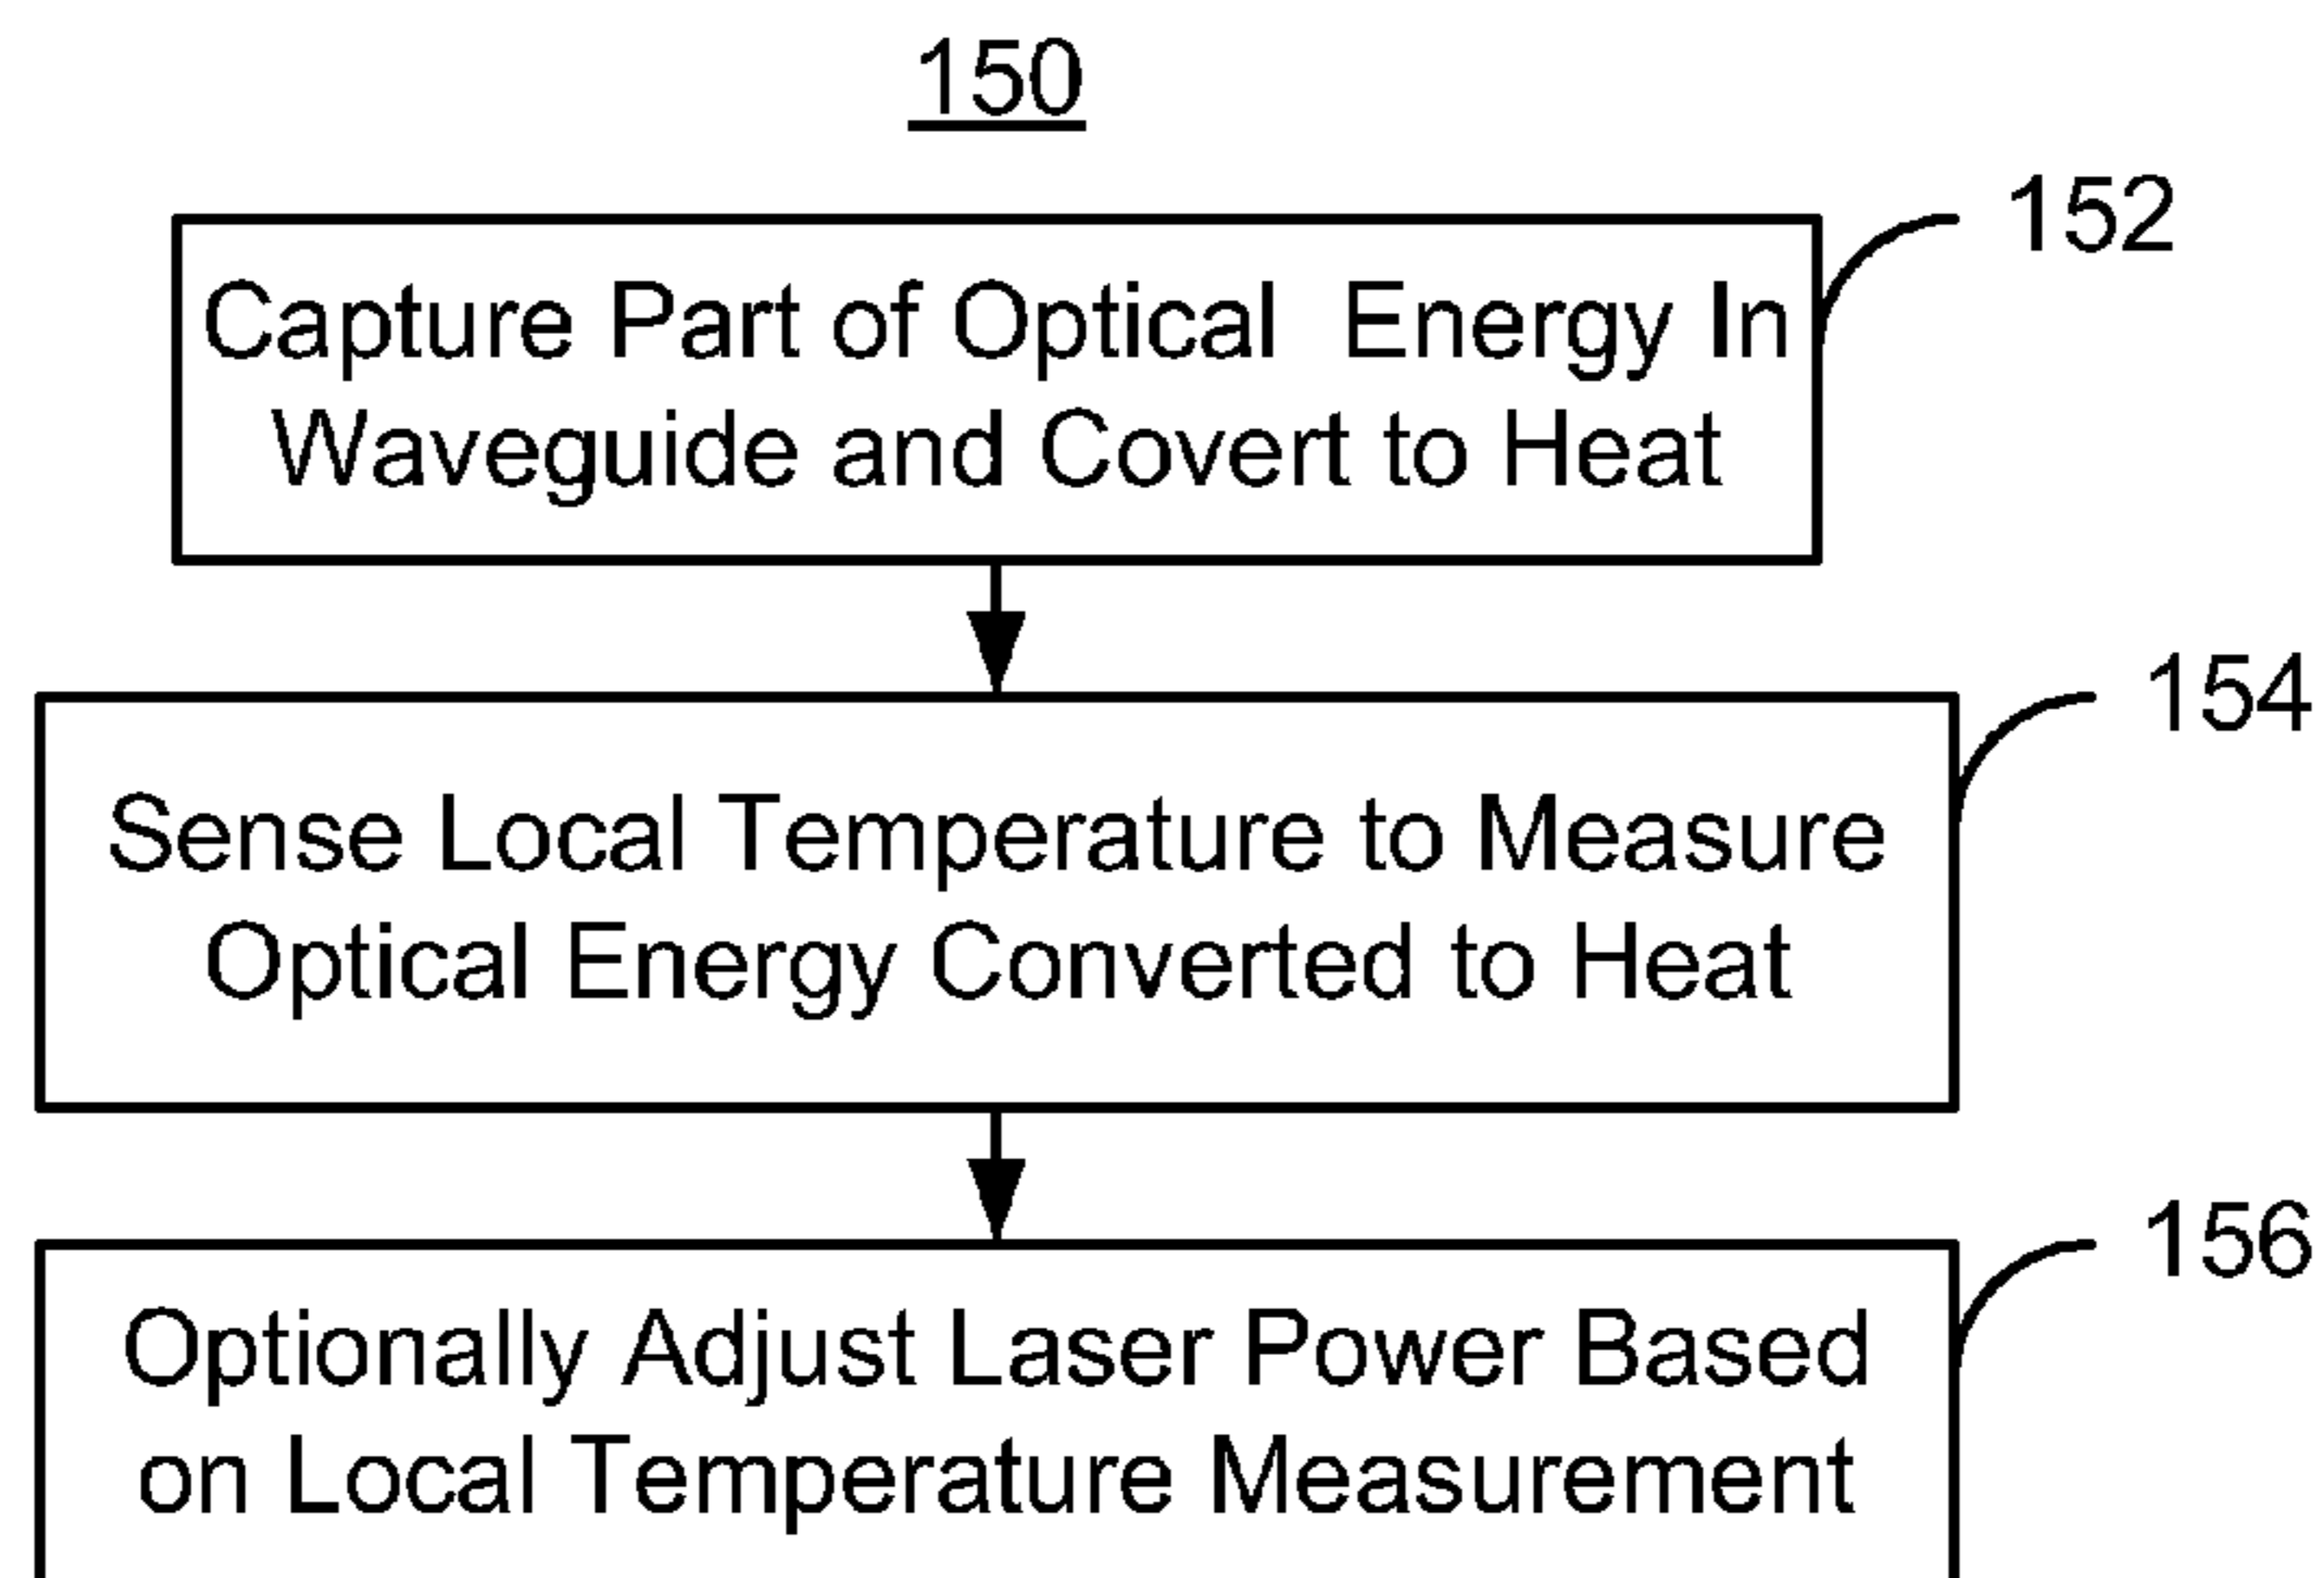 150
152
Capture Part of Optical Energy In
Waveguide and Covert to Heat
154
Sense Local Temperature to Measure
Optical Energy Converted to Heat
156
Optionally Adjust Laser Power Based
on Local Temperature Measurement